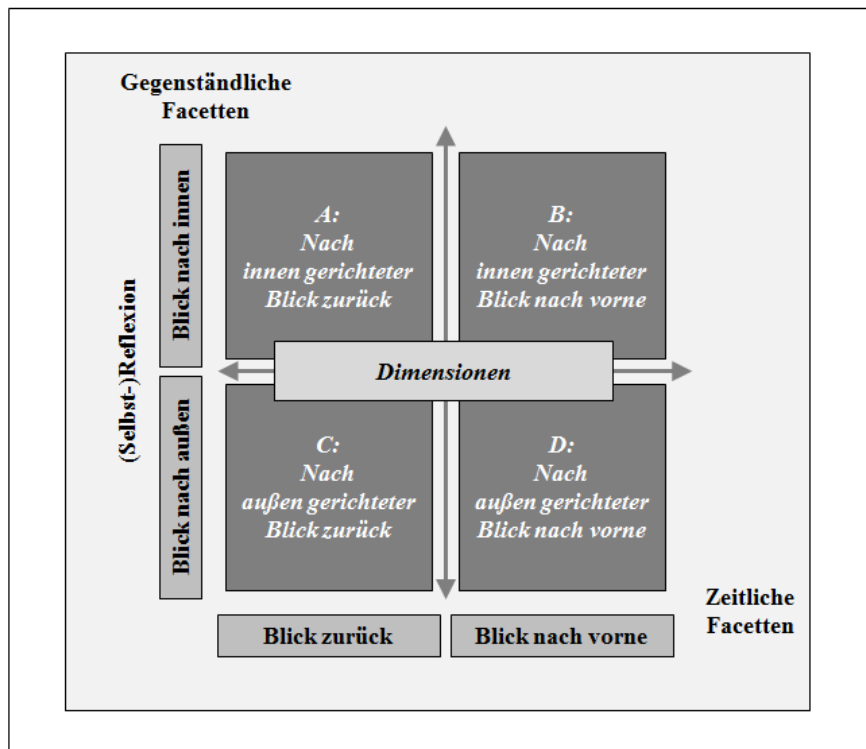 Gegenständliche
Facetten
(Selbst-)Reflexion
Blick nach innen
A:
Nach
innen gerichteter
Blick zurück
B:
Nach
innen gerichteter
Blick nach vorne
Dimensionen
Blick nach außen
C:
Nach
außen gerichteter
Blick zurück
D:
Nach
außen gerichteter
Blick nach vorne
Blick zurück
Blick nach vorne
Zeitliche
Facetten